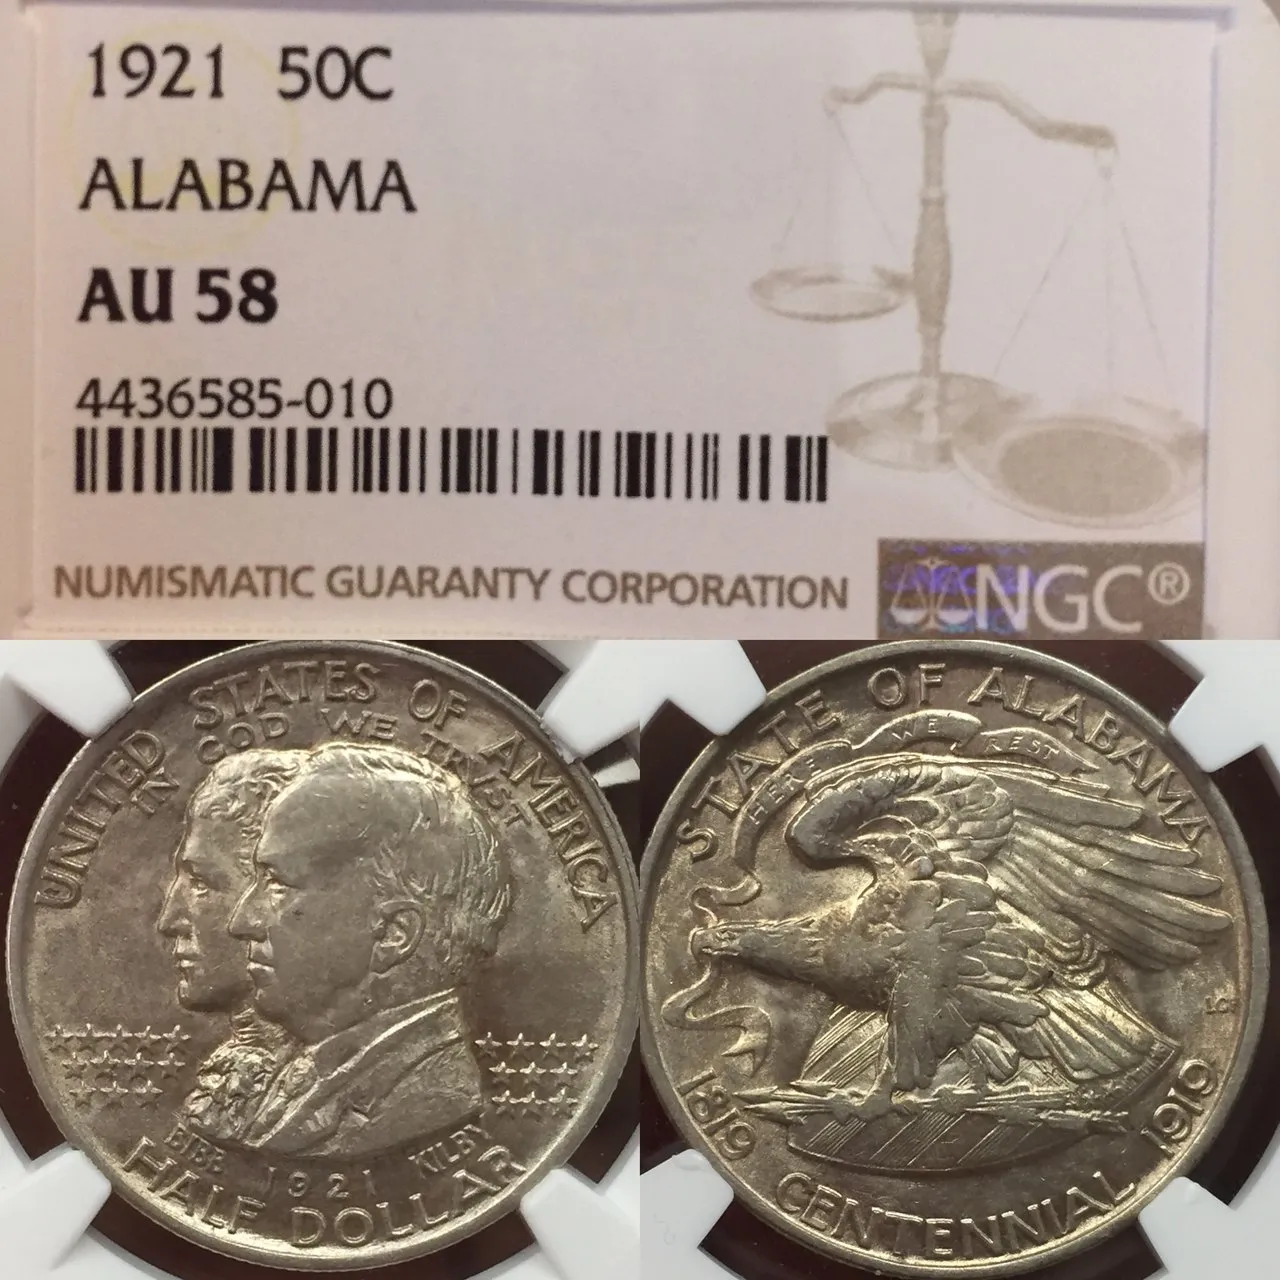 1921 50C
ALABAMA
AU 58
4436585-010
NUMISMATIC GUARANTY CORPORATION
NGC®
UNITED STATES OF AMERICA
IN GOD WE TRVST
BIBB 1921 KILBY
HALF DOLLAR
STATE OF ALABAMA
HERE WE REST
1819 1919
CENTENNIAL